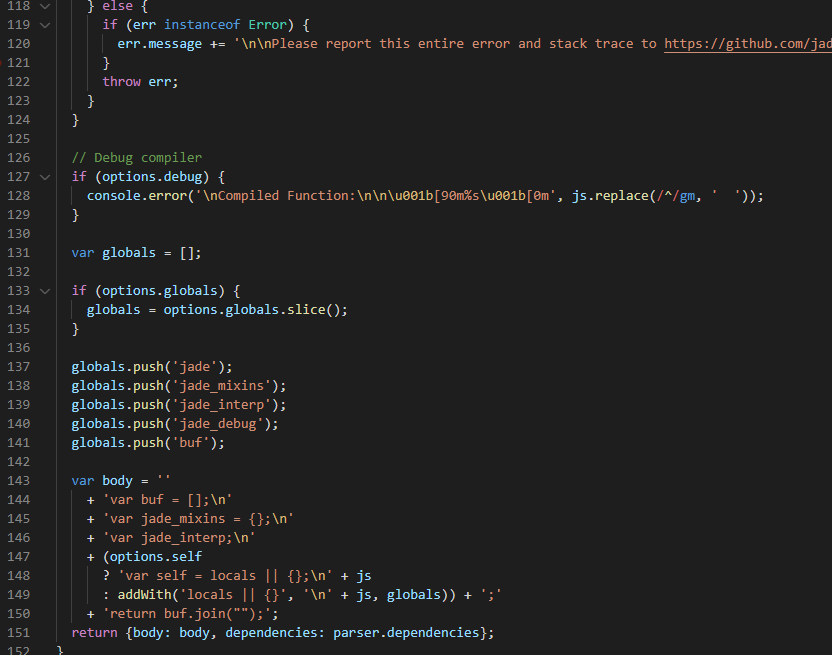 118 } else {
119 if (err instanceof Error) {
120 err.message += '\n\nPlease report this entire error and stack trace to https://github.com/jad
121 }
122 throw err;
123 }
124 }
125
126 // Debug compiler
127 if (options.debug) {
128 console.error('\nCompiled Function:\n\n\u001b[90m%s\u001b[0m', js.replace(/^/gm, '  '));
129 }
130
131 var globals = [];
132
133 if (options.globals) {
134 globals = options.globals.slice();
135 }
136
137 globals.push('jade');
138 globals.push('jade_mixins');
139 globals.push('jade_interp');
140 globals.push('jade_debug');
141 globals.push('buf');
142
143 var body = ''
144 + 'var buf = [];\n'
145 + 'var jade_mixins = {};\n'
146 + 'var jade_interp;\n'
147 + (options.self
148 ? 'var self = locals || {};\n' + js
149 : addWith('locals || {}', '\n' + js, globals)) + ';'
150 + 'return buf.join("");';
151 return {body: body, dependencies: parser.dependencies};
152 }